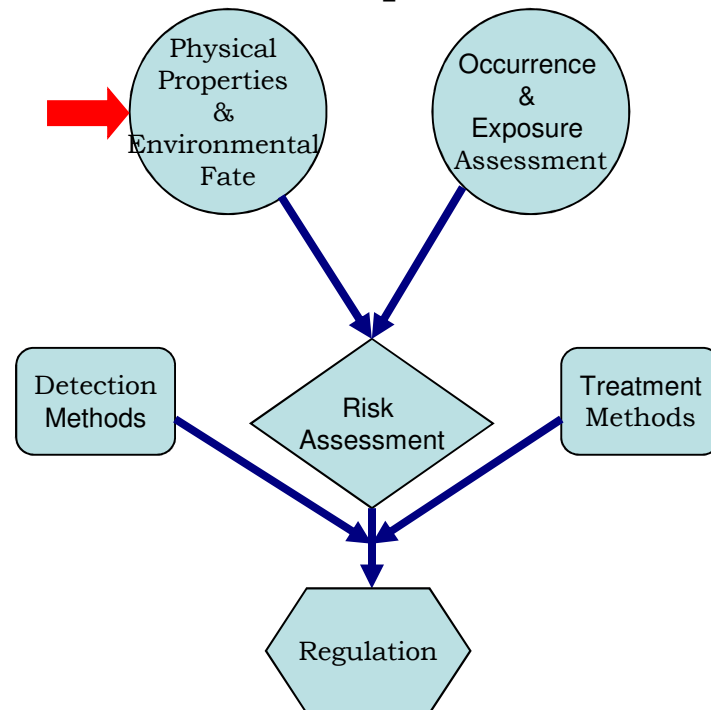 Physical
Properties
&
Environmental
Fate
Occurrence
&
Exposure
Assessment
Detection
Methods
Risk
Assessment
Treatment
Methods
Regulation